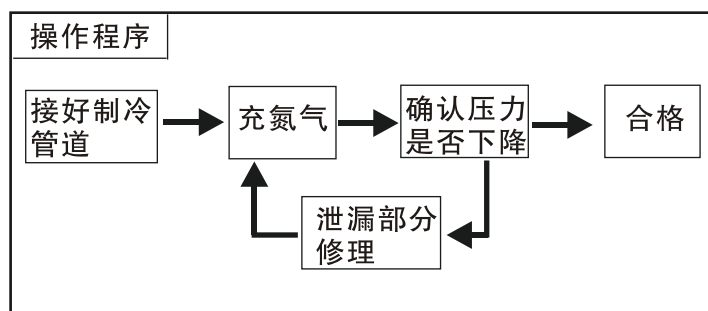 操作程序
接好制冷
管道
充氮气
确认压力
是否下降
合格
泄漏部分
修理